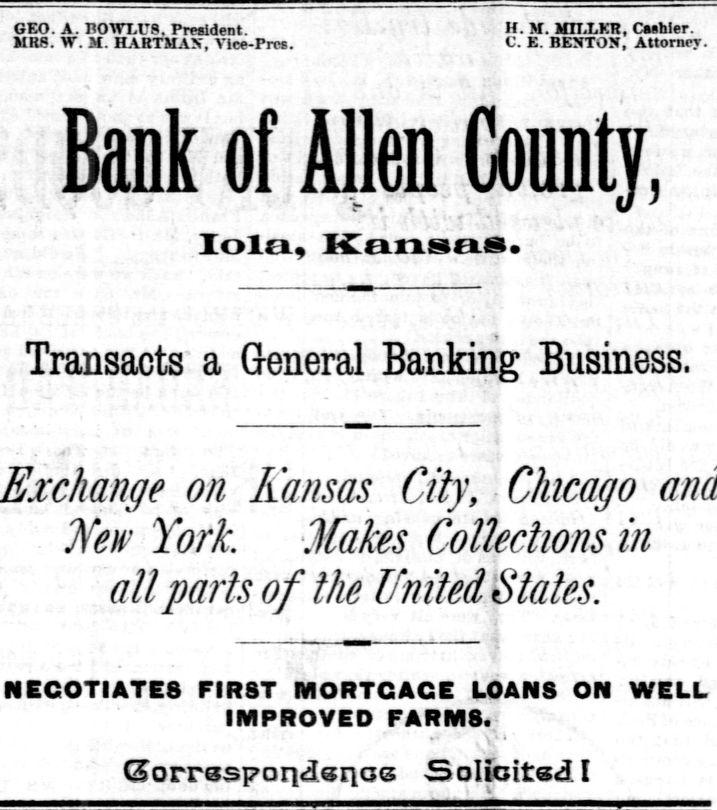 GEO. A. BOWLUS, President.
H. M. MILLER, Cashier.
MRS. W. M. HARTMAN, Vice-Pres.
C. E. BENTON, Attorney.
Bank of Allen County,
Iola, Kansas.
Transacts a General Banking Business.
Exchange on Kansas City, Chicago and
New York. Makes Collections in
all parts of the United States.
NEGOTIATES FIRST MORTGAGE LOANS ON WELL
IMPROVED FARMS.
Correspondence Solicited!